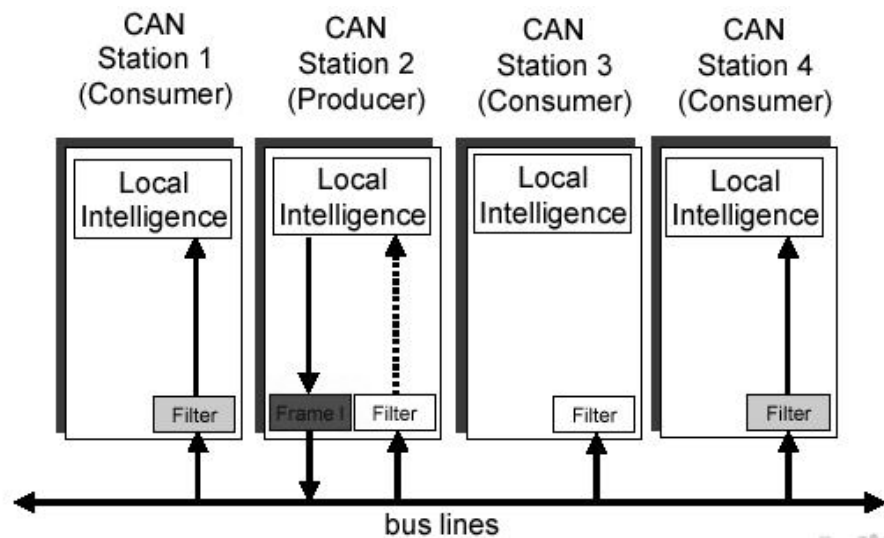 CAN
Station 1
(Consumer)
CAN
Station 2
(Producer)
CAN
Station 3
(Consumer)
CAN
Station 4
(Consumer)
Local
Intelligence
Local
Intelligence
Local
Intelligence
Local
Intelligence
Filter
Frame I
Filter
Filter
Filter
bus lines